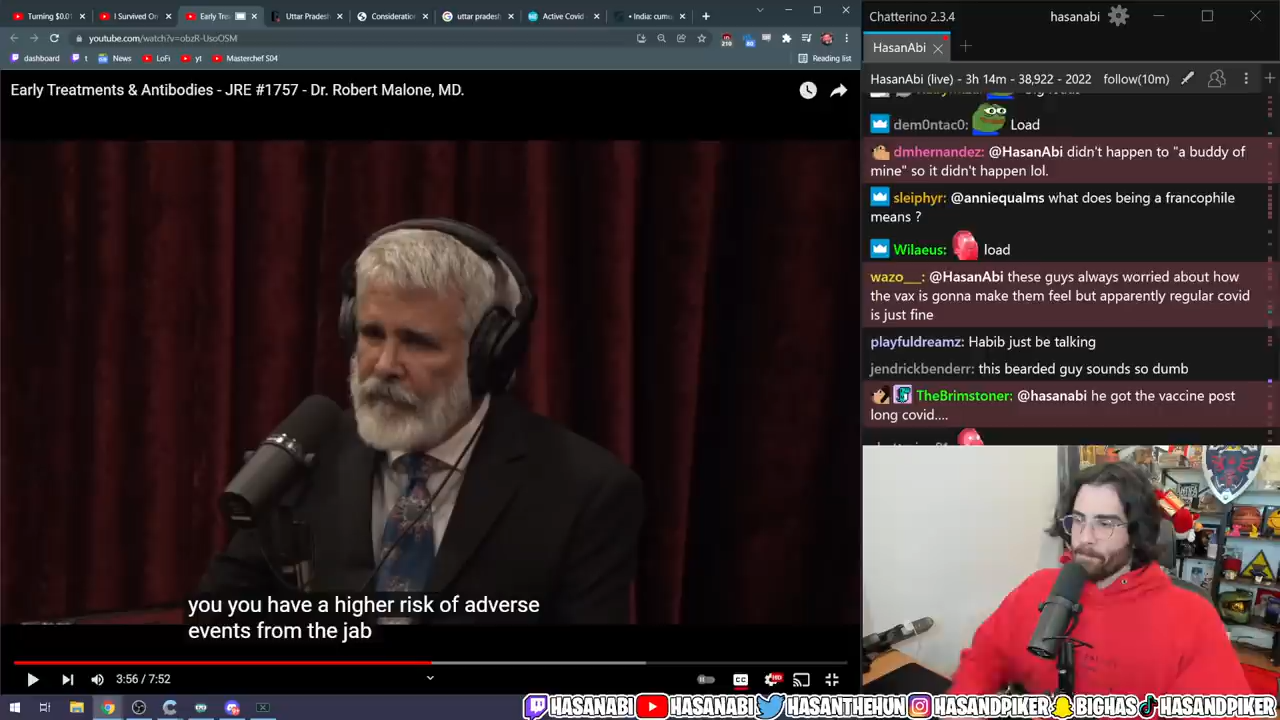 Turning $0.0
I Survived On
Early Tre
Uttar Pradesh
Consideration
uttar pradesh
Active Covid
India: cumu
Chatterino 2.3.4
hasanabi
youtube.com/watch?v=obzR-UsoOSM
210
80
dashboard
t
News
LoFi
yt
Masterchef S04
Reading list
HasanAbi
HasanAbi (live) - 3h 14m - 38,922 - 2022
follow(10m)
Early Treatments & Antibodies - JRE #1757 - Dr. Robert Malone, MD.
dem0ntac0: Load
dmhernandez: @HasanAbi didn't happen to "a buddy of
mine" so it didn't happen lol.
sleiphyr: @anniequalms what does being a francophile
means ?
Wilaeus: load
wazo___: @HasanAbi these guys always worried about how
the vax is gonna make them feel but apparently regular covid
is just fine
playfuldreamz: Habib just be talking
jendrickbenderr: this bearded guy sounds so dumb
TheBrimstoner: @hasanabi he got the vaccine post
long covid....
you you have a higher risk of adverse
events from the jab
3:56 / 7:52
CC
HD
HASANABI
HASANABI
HASANTHEHUN
HASANDPIKER
BIGHAS
HASANDPIKER